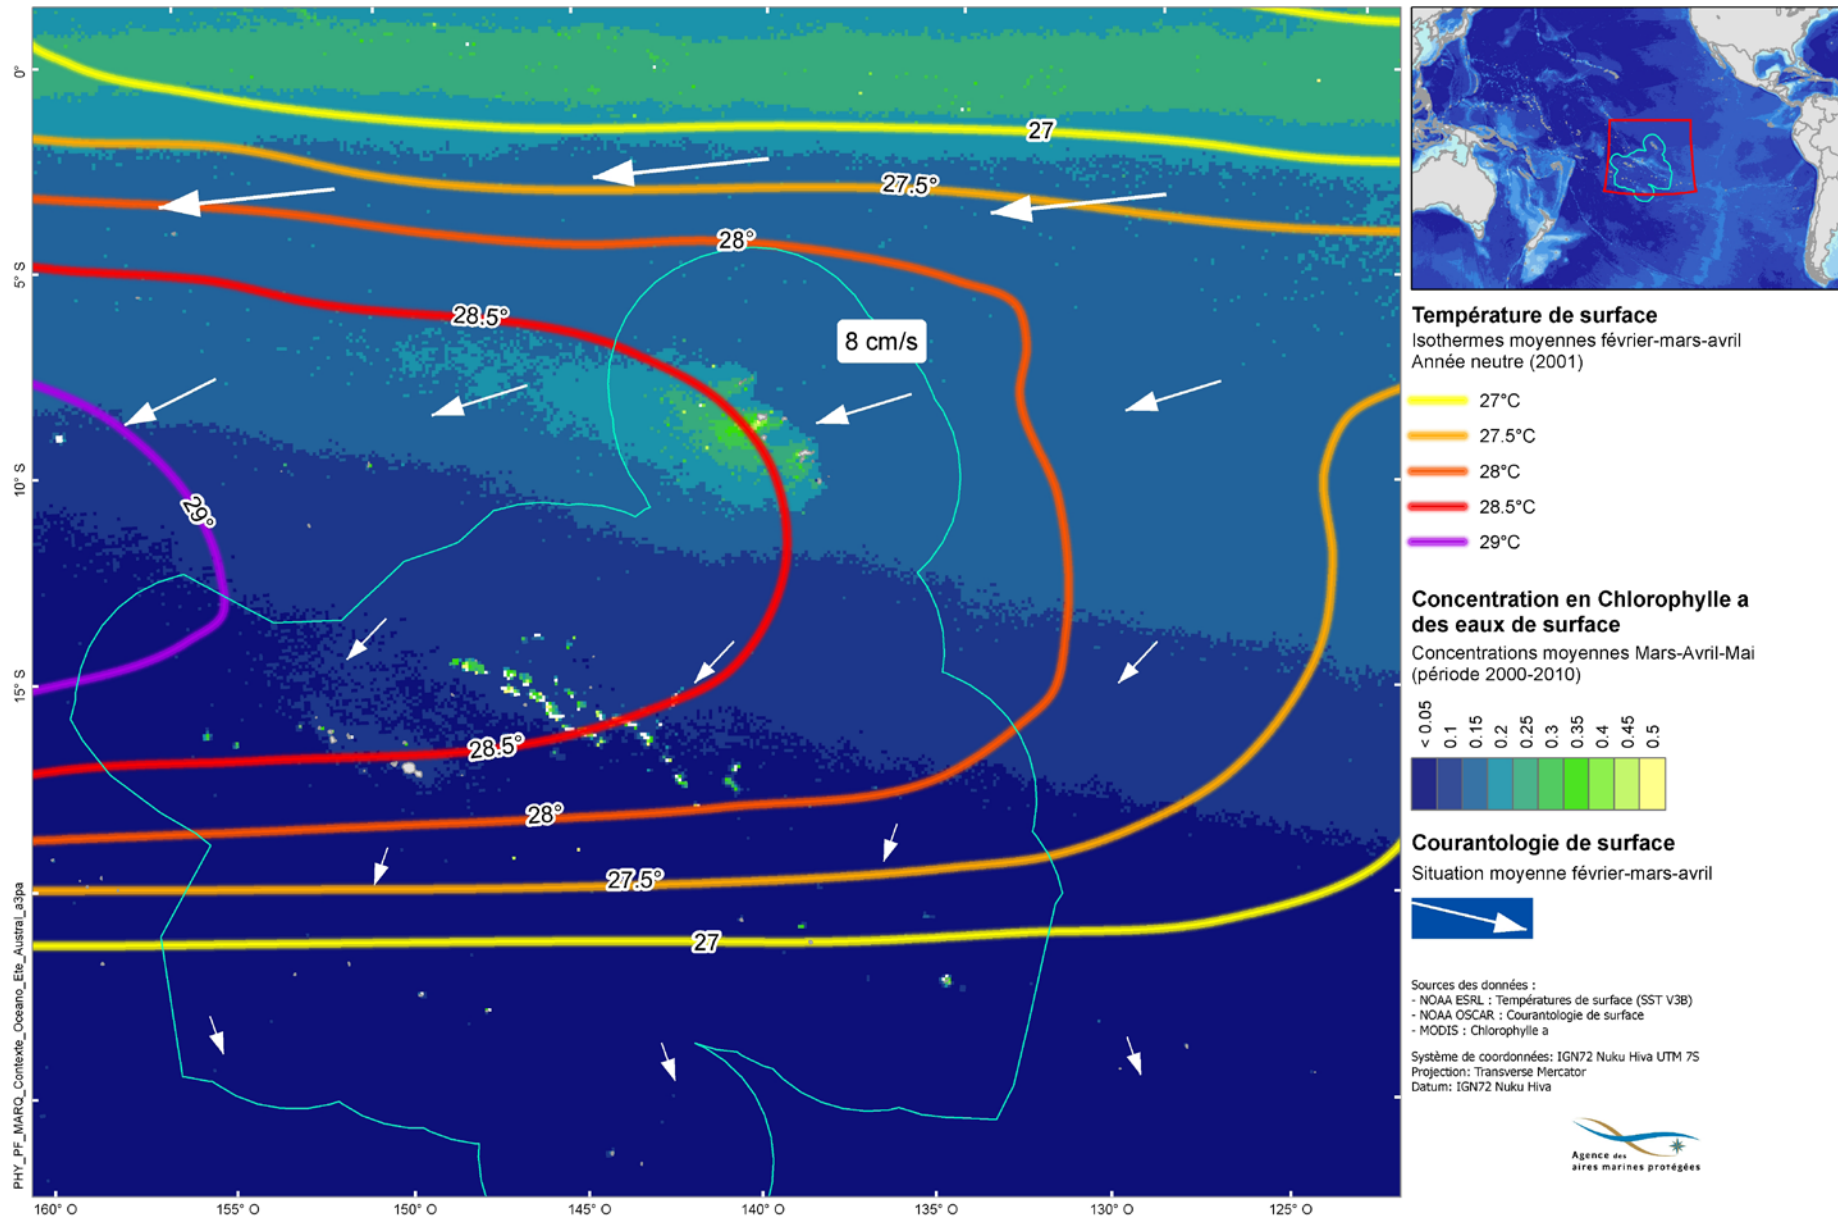 0°
5° S
10° S
15° S
PHY_PF_MARQ_Contexte_Oceano_Ete_Austral_a3pa
160° O
155° O
150° O
145° O
140° O
135° O
130° O
125° O
27
27.5°
28°
28.5°
8 cm/s
29°
28.5°
28°
27.5°
27
Température de surface
Isothermes moyennes février-mars-avril
Année neutre (2001)
27°C
27.5°C
28°C
28.5°C
29°C
Concentration en Chlorophylle a
des eaux de surface
Concentrations moyennes Mars-Avril-Mai
(période 2000-2010)
< 0.05
0.1
0.15
0.2
0.25
0.3
0.35
0.4
0.45
0.5
Courantologie de surface
Situation moyenne février-mars-avril
Sources des données :
- NOAA ESRL : Températures de surface (SST V3B)
- NOAA OSCAR : Courantologie de surface
- MODIS : Chlorophylle a
Système de coordonnées: IGN72 Nuku Hiva UTM 7S
Projection: Transverse Mercator
Datum: IGN72 Nuku Hiva
Agence des
aires marines protégées